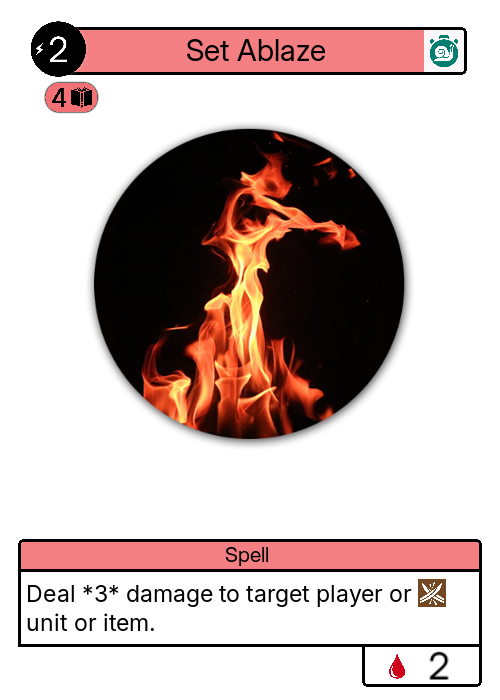 2
Set Ablaze
4
Spell
Deal *3* damage to target player or
unit or item.
2